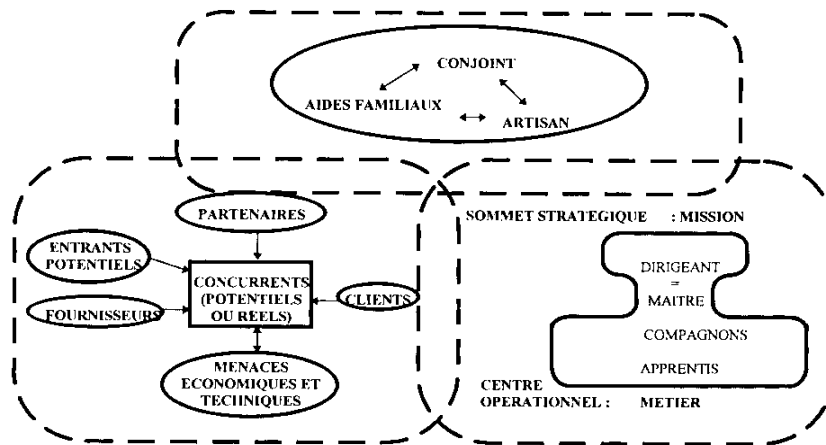 CONJOINT
AIDES FAMILIAUX
ARTISAN
PARTENAIRES
ENTRANTS
POTENTIELS
CONCURRENTS
(POTENTIELS
OU REELS)
CLIENTS
FOURNISSEURS
MENACES
ECONOMIQUES ET
TECHNIQUES
SOMMET STRATEGIQUE : MISSION
DIRIGEANT
=
MAITRE
COMPAGNONS
APPRENTIS
CENTRE
OPERATIONNEL : METIER